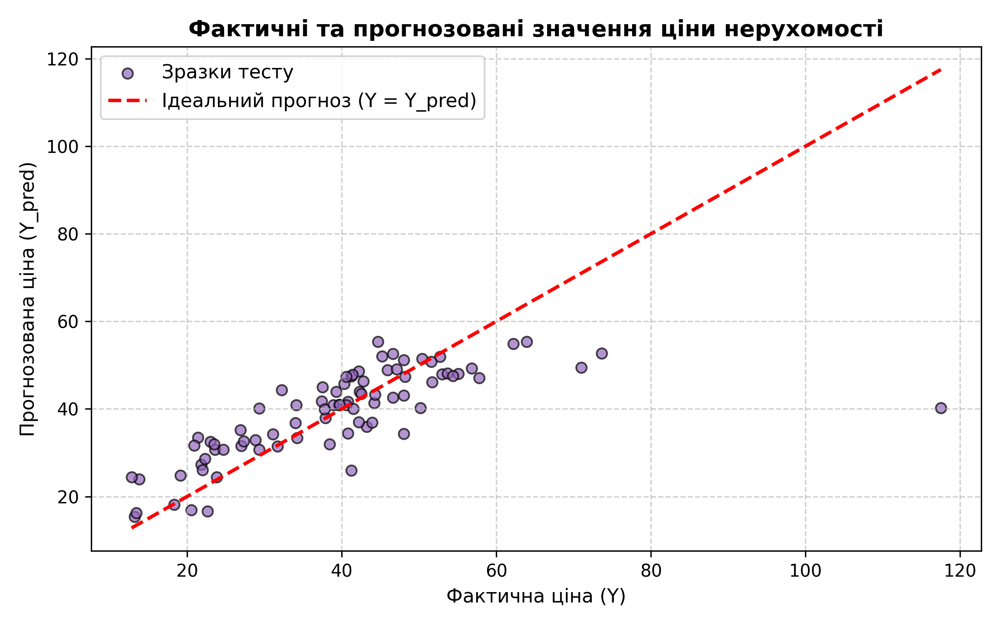 Фактичні та прогнозовані значення ціни нерухомості
Зразки тесту
Ідеальний прогноз (Y = Y_pred)
Прогнозована ціна (Y_pred)
120
100
80
60
40
20
20
40
60
80
100
120
Фактична ціна (Y)